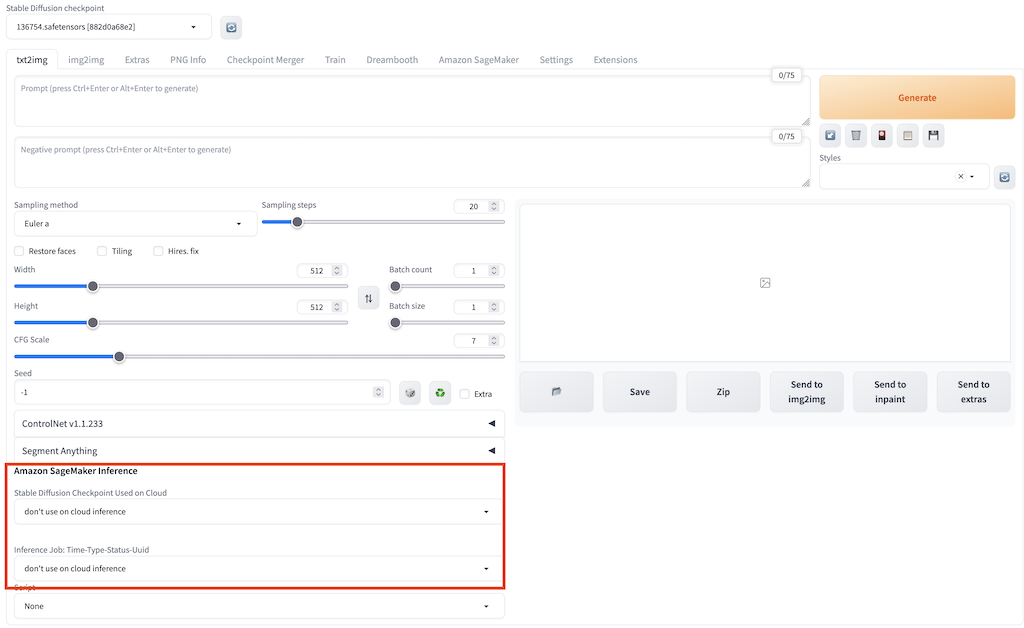 Stable Diffusion checkpoint
136754.safetensors [882d0a68e2]
txt2img img2img Extras PNG Info Checkpoint Merger Train Dreambooth Amazon SageMaker Settings Extensions
0/75
Prompt (press Ctrl+Enter or Alt+Enter to generate)
Generate
0/75
Negative prompt (press Ctrl+Enter or Alt+Enter to generate)
Styles
Sampling method
Euler a
Sampling steps
20
Restore faces Tiling Hires. fix
Width
512
Batch count
1
Height
512
Batch size
1
CFG Scale
7
Seed
-1
Extra
Save
Zip
Send to
img2img
Send to
inpaint
Send to
extras
ControlNet v1.1.233
Segment Anything
Amazon SageMaker Inference
Stable Diffusion Checkpoint Used on Cloud
don't use on cloud inference
Inference Job: Time-Type-Status-Uuid
don't use on cloud inference
Script
None